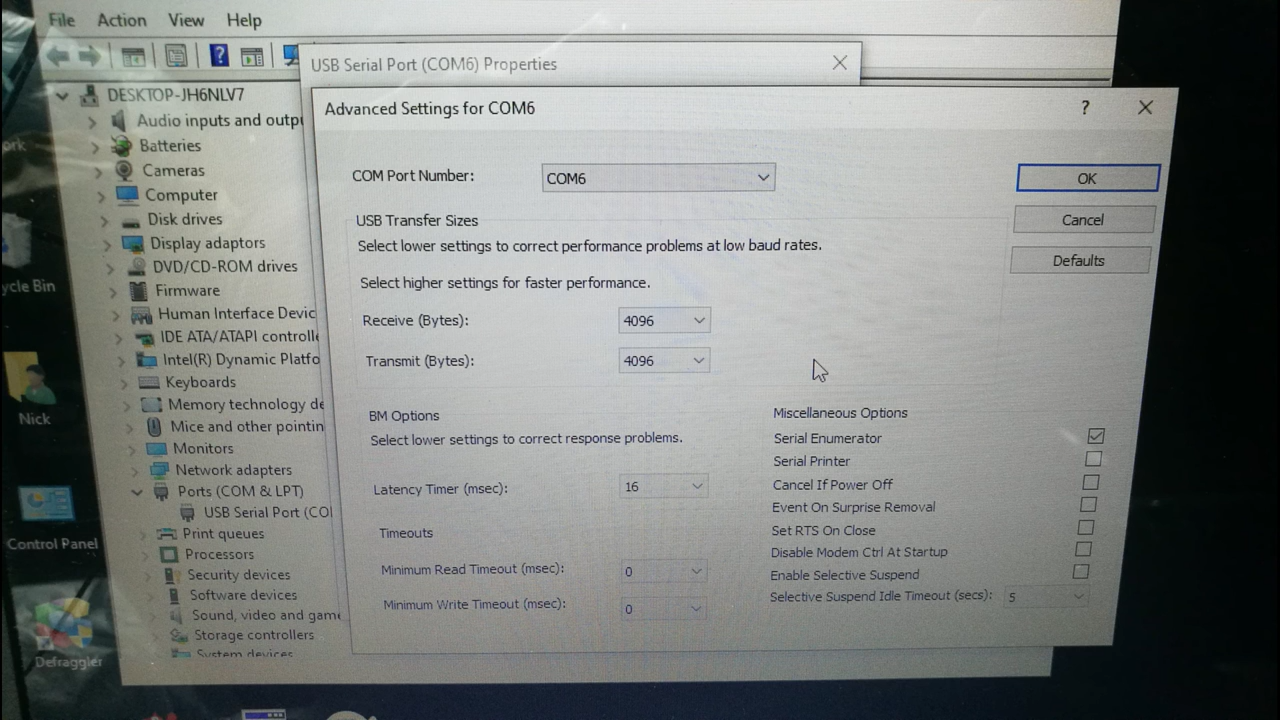 File Action View Help
USB Serial Port (COM6) Properties
DESKTOP-JH6NLV7
Audio inputs and outp
Batteries
Cameras
Computer
Disk drives
Display adaptors
DVD/CD-ROM drives
Firmware
Human Interface Devic
IDE ATA/ATAPI controll
Intel(R) Dynamic Platfo
Keyboards
Memory technology de
Mice and other pointin
Monitors
Network adapters
Ports (COM & LPT)
USB Serial Port (CO
Print queues
Processors
Security devices
Software devices
Sound, video and game
Storage controllers
System devices
Advanced Settings for COM6
?
COM Port Number: COM6
OK
Cancel
Defaults
USB Transfer Sizes
Select lower settings to correct performance problems at low baud rates.
Select higher settings for faster performance.
Receive (Bytes): 4096
Transmit (Bytes): 4096
BM Options
Select lower settings to correct response problems.
Latency Timer (msec): 16
Timeouts
Minimum Read Timeout (msec): 0
Minimum Write Timeout (msec): 0
Miscellaneous Options
Serial Enumerator
Serial Printer
Cancel If Power Off
Event On Surprise Removal
Set RTS On Close
Disable Modem Ctrl At Startup
Enable Selective Suspend
Selective Suspend Idle Timeout (secs): 5
ork
ycle Bin
Nick
Control Panel
Defraggler